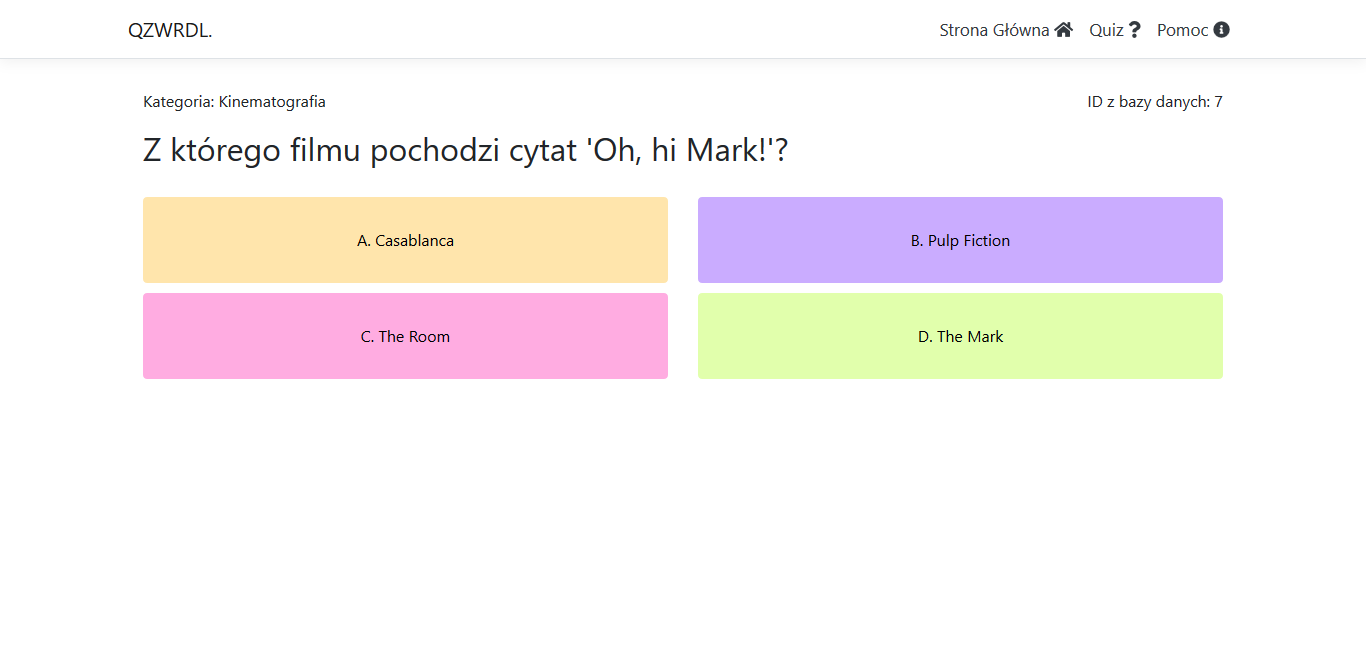 QZWRDL.
Strona Główna Quiz ? Pomoc
Kategoria: Kinematografia
ID z bazy danych: 7
Z którego filmu pochodzi cytat 'Oh, hi Mark!'?
A. Casablanca
B. Pulp Fiction
C. The Room
D. The Mark